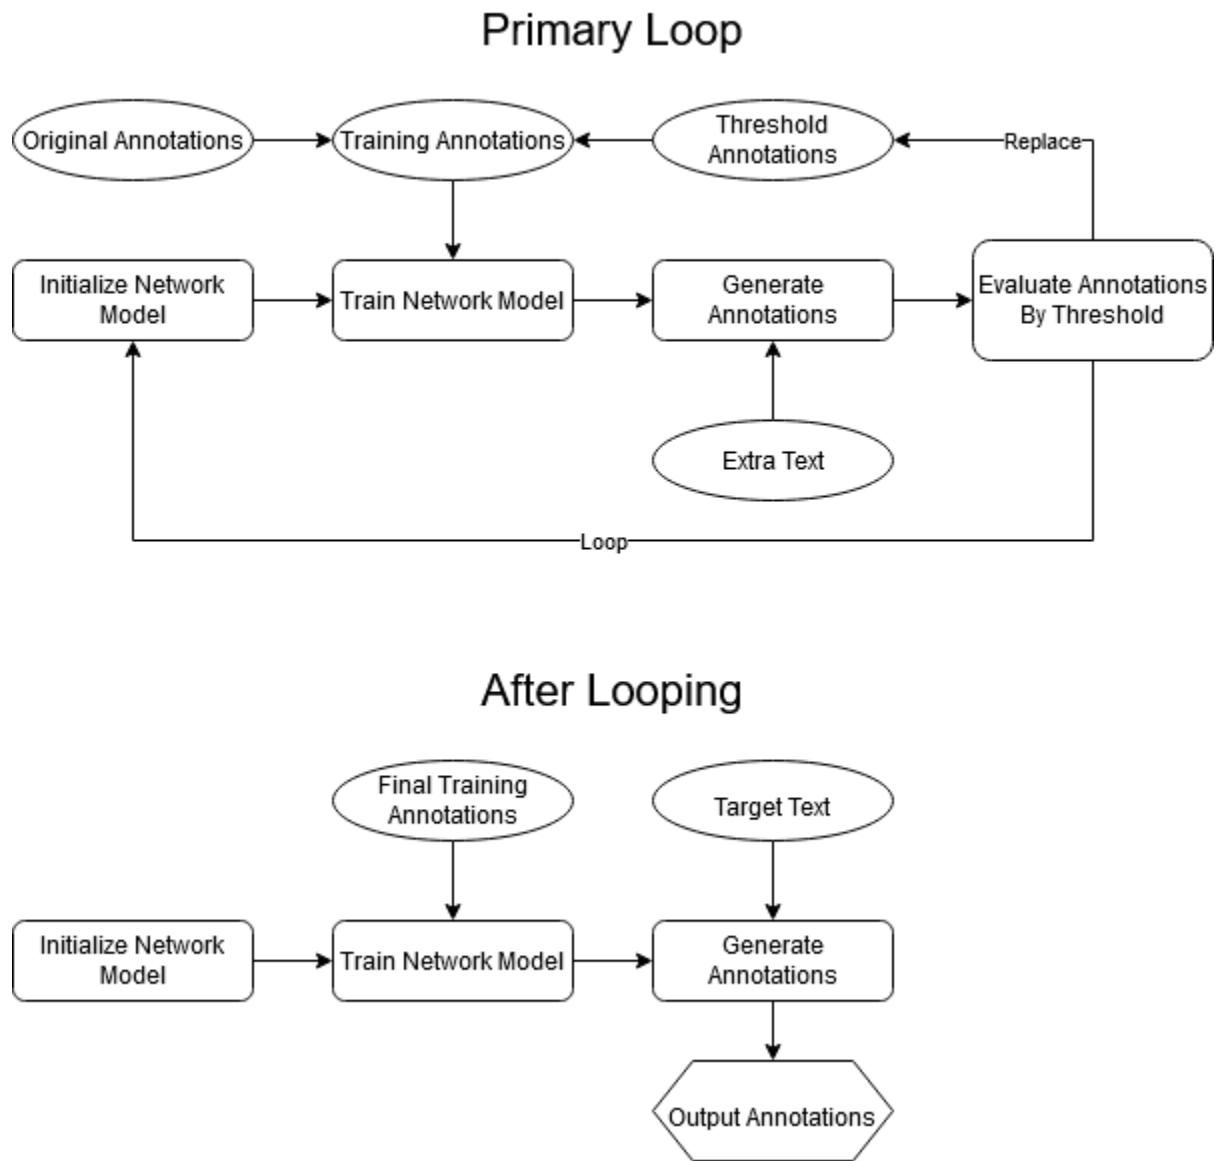 Primary Loop
Original Annotations
Training Annotations
Threshold
Annotations
Replace
Initialize Network
Model
Train Network Model
Generate
Annotations
Evaluate Annotations
By Threshold
Extra Text
Loop
After Looping
Final Training
Annotations
Target Text
Initialize Network
Model
Train Network Model
Generate
Annotations
Output Annotations